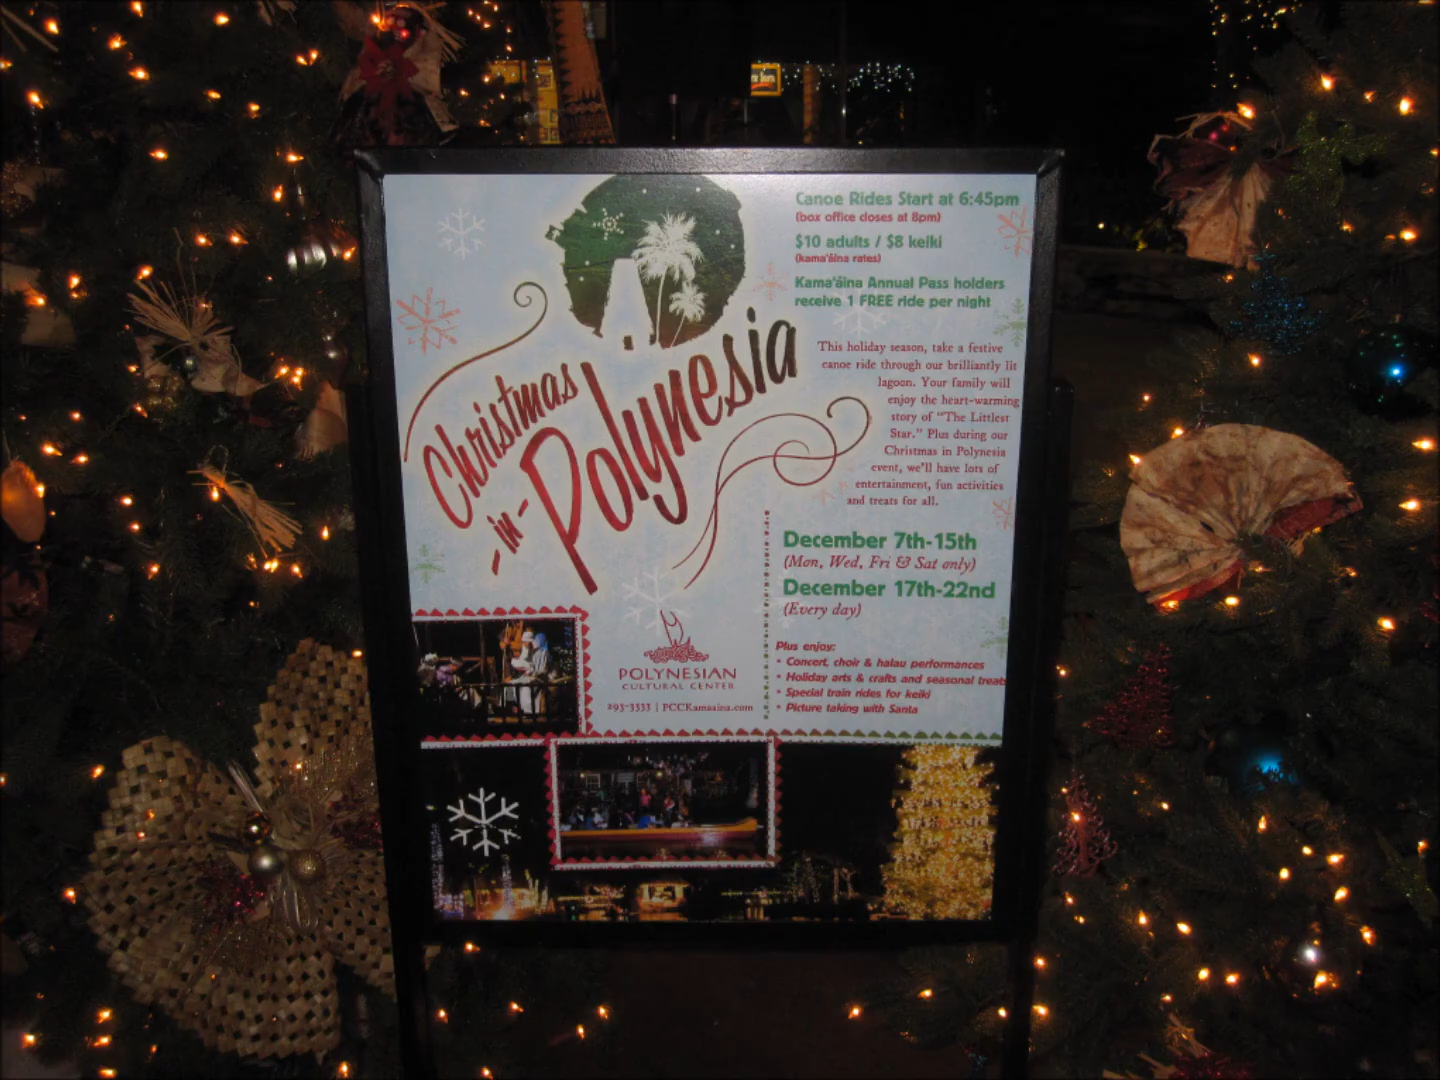 Christmas
- in -
Polynesia
Canoe Rides Start at 6:45pm
(box office closes at 8pm)
$10 adults / $8 keiki
(kama'āina rates)
Kama'āina Annual Pass holders
receive 1 FREE ride per night
This holiday season, take a festive
canoe ride through our brilliantly lit
lagoon. Your family will
enjoy the heart-warming
story of "The Littlest
Star." Plus during our
Christmas in Polynesia
event, we'll have lots of
entertainment, fun activities
and treats for all.
December 7th-15th
(Mon, Wed, Fri & Sat only)
December 17th-22nd
(Every day)
Plus enjoy:
• Concert, choir & halau performances
• Holiday arts & crafts and seasonal treats
• Special train rides for keiki
• Picture taking with Santa
POLYNESIAN
CULTURAL CENTER
293-3333 | PCCKamaaina.com